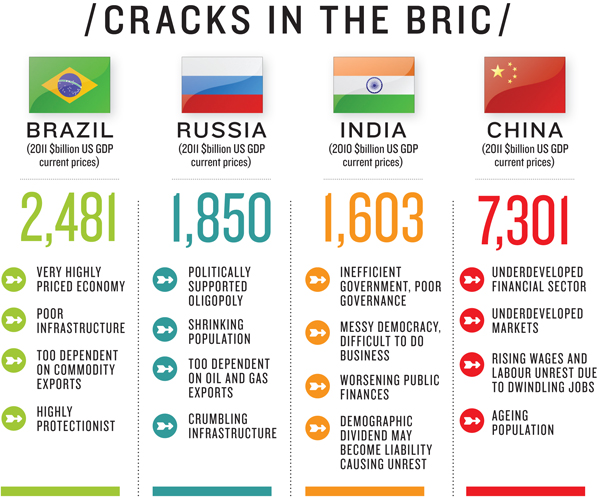 /CRACKS IN THE BRIC/
BRAZIL
(2011 $billion US GDP
current prices)
2,481
VERY HIGHLY
PRICED ECONOMY
POOR
INFRASTRUCTURE
TOO DEPENDENT
ON COMMODITY
EXPORTS
HIGHLY
PROTECTIONIST
RUSSIA
(2011 $billion US GDP
current prices)
1,850
POLITICALLY
SUPPORTED
OLIGOPOLY
SHRINKING
POPULATION
TOO DEPENDENT
ON OIL AND GAS
EXPORTS
CRUMBLING
INFRASTRUCTURE
INDIA
(2010 $billion US GDP
current prices)
1,603
INEFFICIENT
GOVERNMENT, POOR
GOVERNANCE
MESSY DEMOCRACY,
DIFFICULT TO DO
BUSINESS
WORSENING PUBLIC
FINANCES
DEMOGRAPHIC
DIVIDEND MAY
BECOME LIABILITY
CAUSING UNREST
CHINA
(2011 $billion US GDP
current prices)
7,301
UNDERDEVELOPED
FINANCIAL SECTOR
UNDERDEVELOPED
MARKETS
RISING WAGES AND
LABOUR UNREST DUE
TO DWINDLING JOBS
AGEING
POPULATION